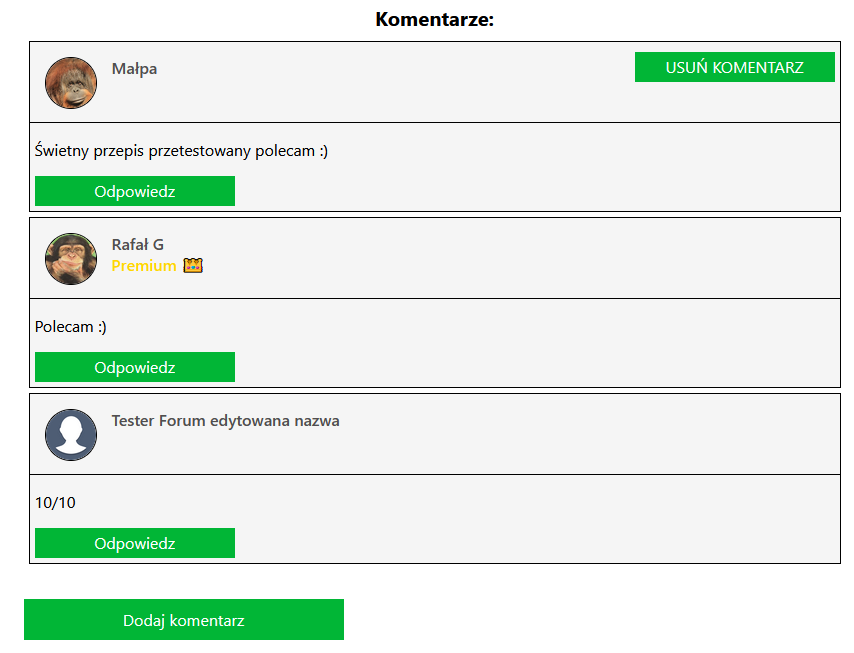 Komentarze:
Małpa
USUŃ KOMENTARZ
Świetny przepis przetestowany polecam :)
Odpowiedz
Rafał G
Premium
Polecam :)
Odpowiedz
Tester Forum edytowana nazwa
10/10
Odpowiedz
Dodaj komentarz